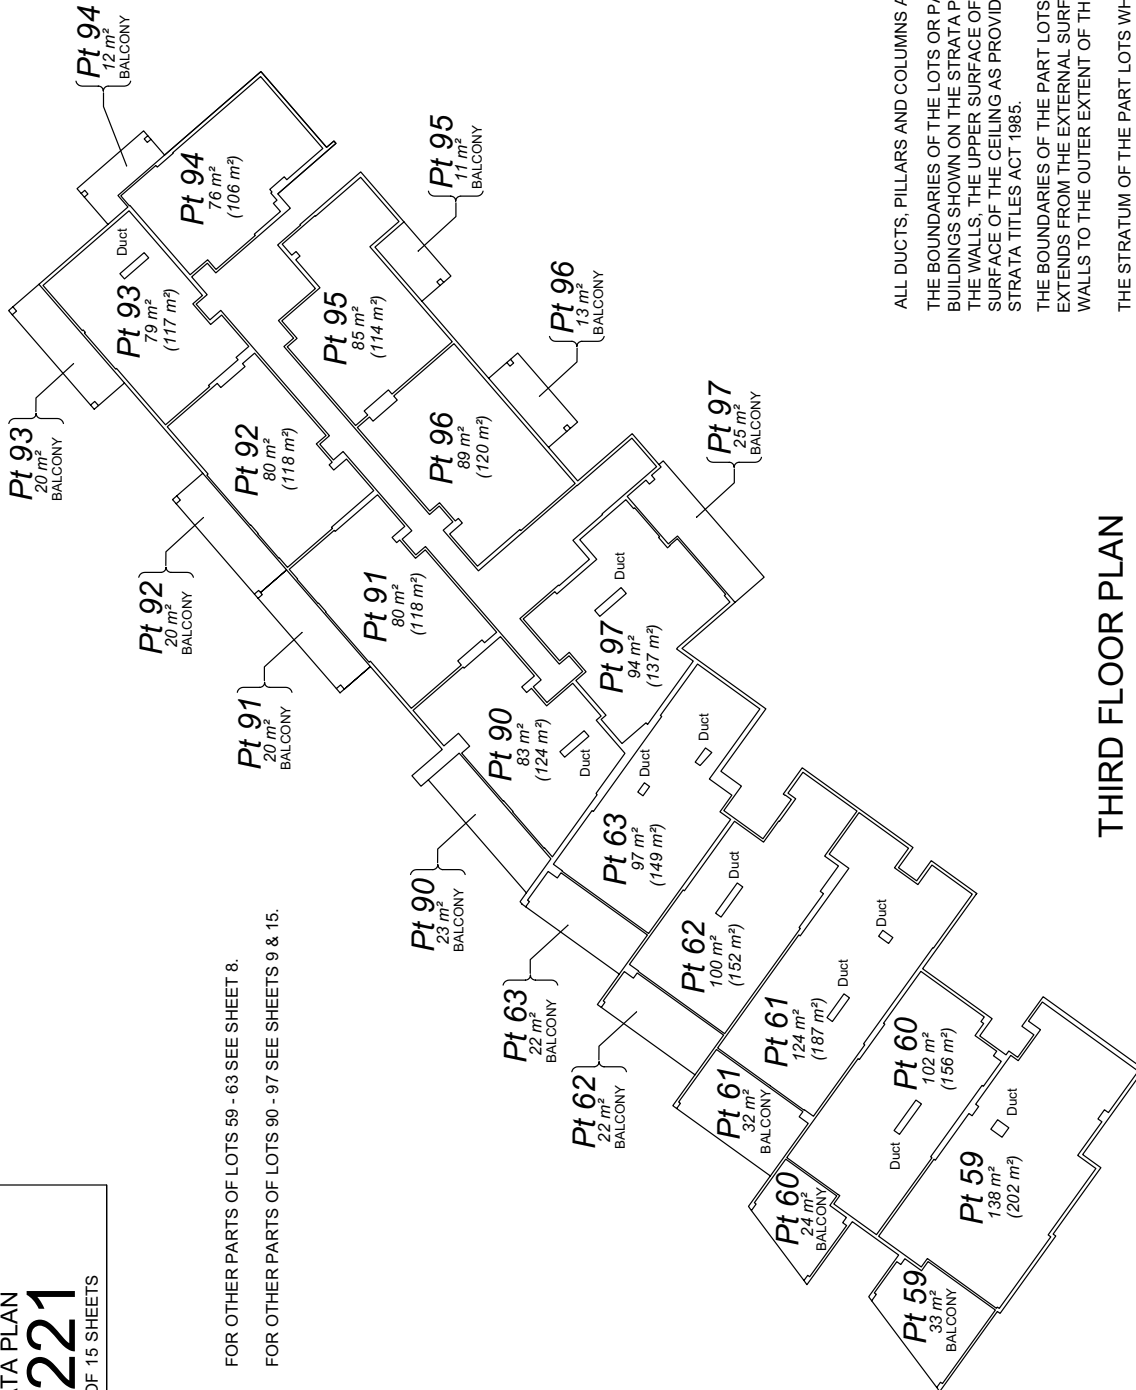 TA PLAN
221
OF 15 SHEETS
FOR OTHER PARTS OF LOTS 59 - 63 SEE SHEET 8.
FOR OTHER PARTS OF LOTS 90 - 97 SEE SHEETS 9 & 15.
Pt 93
20 m²
BALCONY
Pt 94
12 m²
BALCONY
Pt 92
20 m²
BALCONY
Pt 93
79 m²
(117 m²)
Duct
Pt 94
76 m²
(106 m²)
Pt 91
20 m²
BALCONY
Pt 92
80 m²
(118 m²)
Pt 95
85 m²
(114 m²)
Pt 95
11 m²
BALCONY
Pt 90
23 m²
BALCONY
Pt 91
80 m²
(118 m²)
Pt 96
89 m²
(120 m²)
Pt 96
13 m²
BALCONY
Pt 63
22 m²
BALCONY
Pt 90
83 m²
(124 m²)
Duct
Pt 97
94 m²
(137 m²)
Duct
Pt 97
25 m²
BALCONY
Pt 62
22 m²
BALCONY
Pt 63
97 m²
(149 m²)
Duct
Duct
Pt 62
100 m²
(152 m²)
Duct
Pt 61
32 m²
BALCONY
Pt 61
124 m²
(187 m²)
Duct
Duct
Pt 60
24 m²
BALCONY
Pt 60
102 m²
(156 m²)
Duct
Pt 59
33 m²
BALCONY
Pt 59
138 m²
(202 m²)
Duct
THIRD FLOOR PLAN
ALL DUCTS, PILLARS AND COLUMNS A
THE BOUNDARIES OF THE LOTS OR PA
BUILDINGS SHOWN ON THE STRATA P
THE WALLS, THE UPPER SURFACE OF
SURFACE OF THE CEILING AS PROVID
STRATA TITLES ACT 1985.
THE BOUNDARIES OF THE PART LOTS
EXTENDS FROM THE EXTERNAL SURF
WALLS TO THE OUTER EXTENT OF TH
THE STRATUM OF THE PART LOTS WH